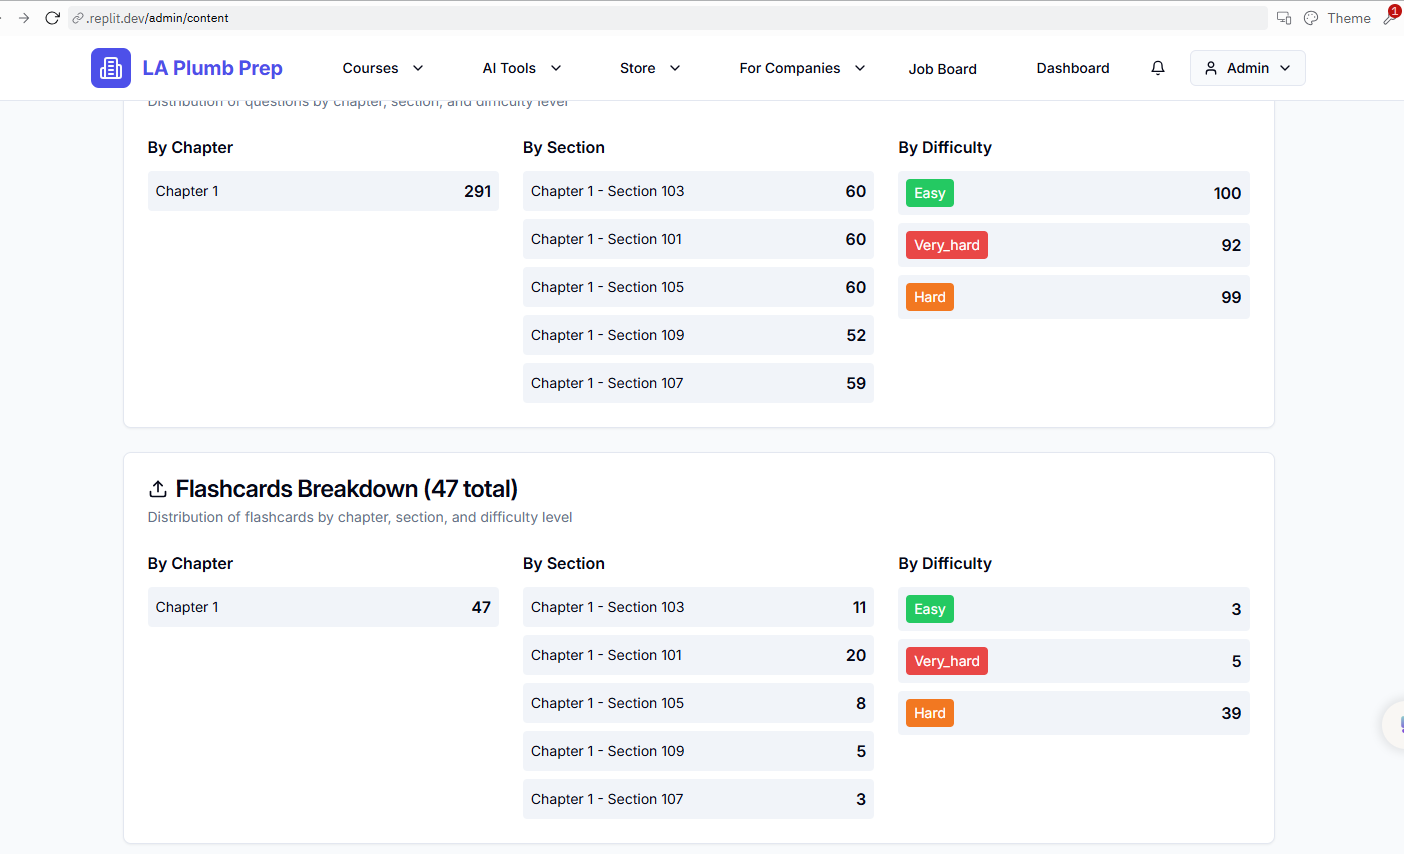 .replit.dev/admin/content
Theme
1
LA Plumb Prep
Courses
AI Tools
Store
For Companies
Job Board
Dashboard
Admin
Distribution of questions by chapter, section, and difficulty level
By Chapter
Chapter 1 291
By Section
Chapter 1 - Section 103 60
Chapter 1 - Section 101 60
Chapter 1 - Section 105 60
Chapter 1 - Section 109 52
Chapter 1 - Section 107 59
By Difficulty
Easy 100
Very_hard 92
Hard 99
Flashcards Breakdown (47 total)
Distribution of flashcards by chapter, section, and difficulty level
By Chapter
Chapter 1 47
By Section
Chapter 1 - Section 103 11
Chapter 1 - Section 101 20
Chapter 1 - Section 105 8
Chapter 1 - Section 109 5
Chapter 1 - Section 107 3
By Difficulty
Easy 3
Very_hard 5
Hard 39